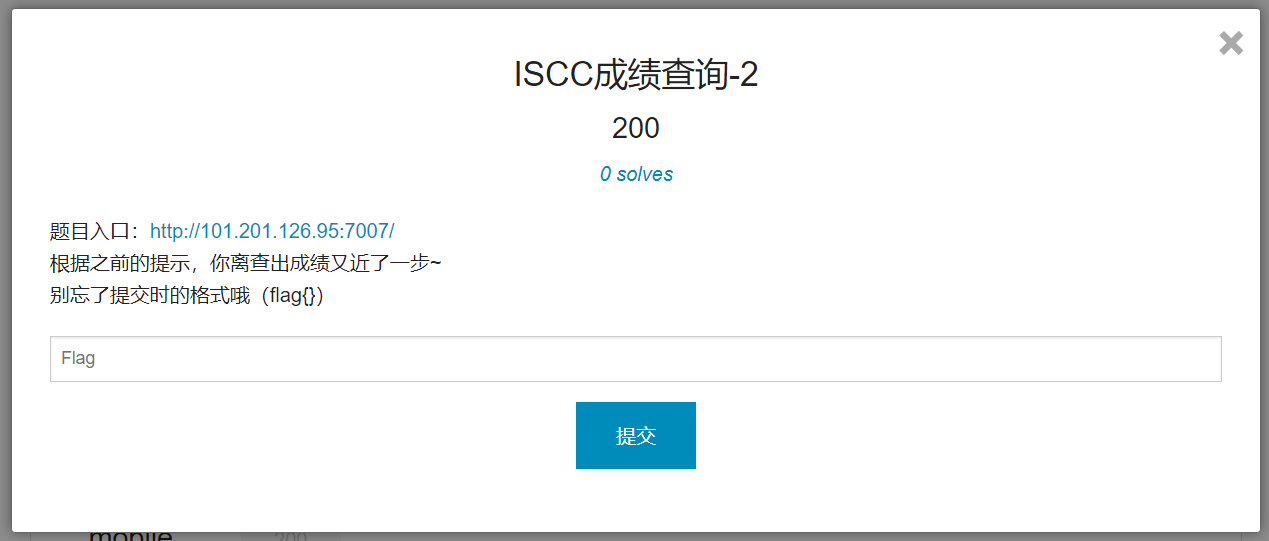 ISCC成绩查询-2
200
0 solves
题目入口：http://101.201.126.95:7007/
根据之前的提示，你离查出成绩又近了一步~
别忘了提交时的格式哦（flag{}）
Flag
提交
mobile
200